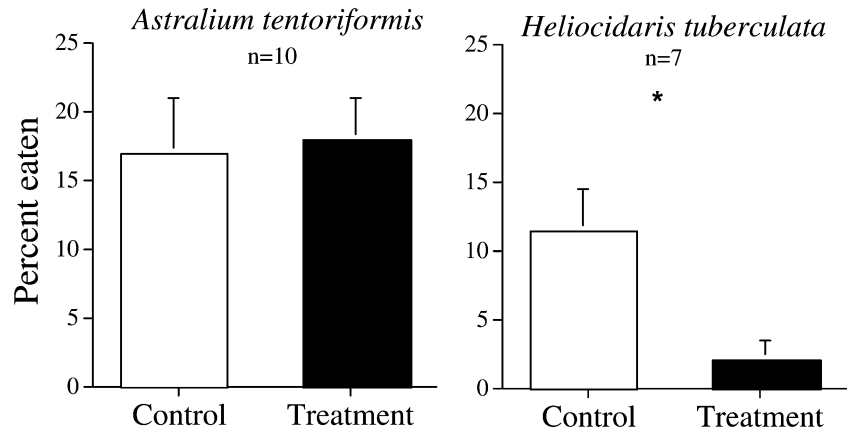 Astralium tentoriformis
n=10
Percent eaten
25
20
15
10
5
0
Control Treatment
Heliocidaris tuberculata
n=7
*
25
20
15
10
5
0
Control Treatment